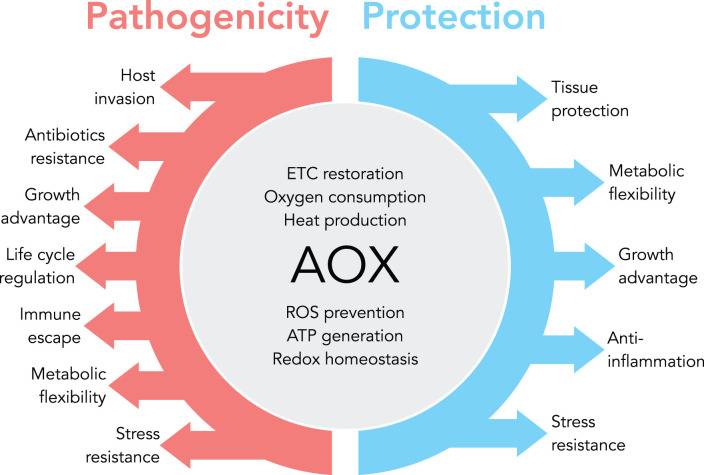 Pathogenicity
Protection
Host
invasion
Antibiotics
resistance
Growth
advantage
Life cycle
regulation
Immune
escape
Metabolic
flexibility
Stress
resistance
ETC restoration
Oxygen consumption
Heat production
AOX
ROS prevention
ATP generation
Redox homeostasis
Tissue
protection
Metabolic
flexibility
Growth
advantage
Anti-
inflammation
Stress
resistance